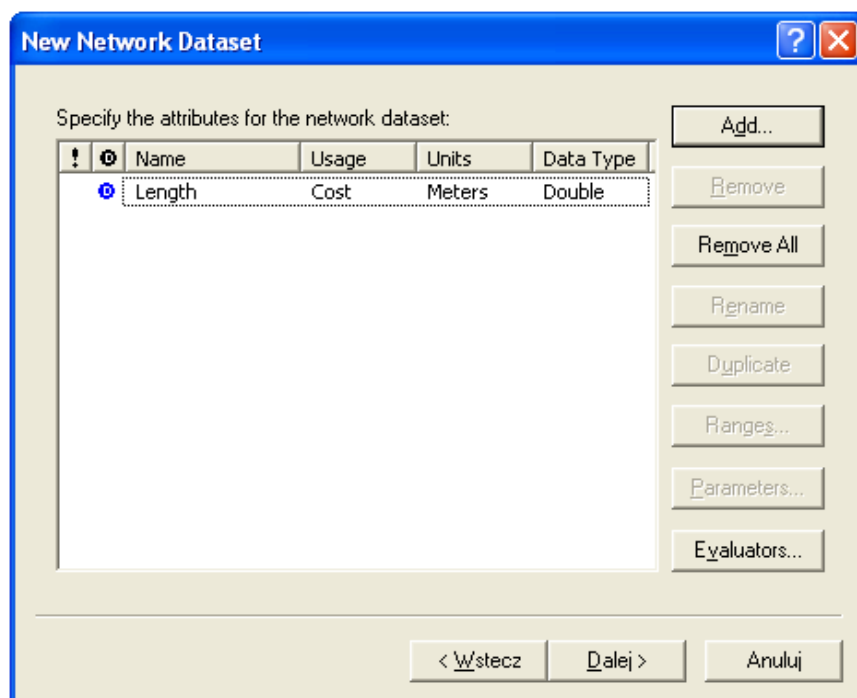 New Network Dataset
Specify the attributes for the network dataset:
! D Name Usage Units Data Type
D Length Cost Meters Double
Add...
Remove
Remove All
Rename
Duplicate
Ranges...
Parameters...
Evaluators...
< Wstecz
Dalej >
Anuluj